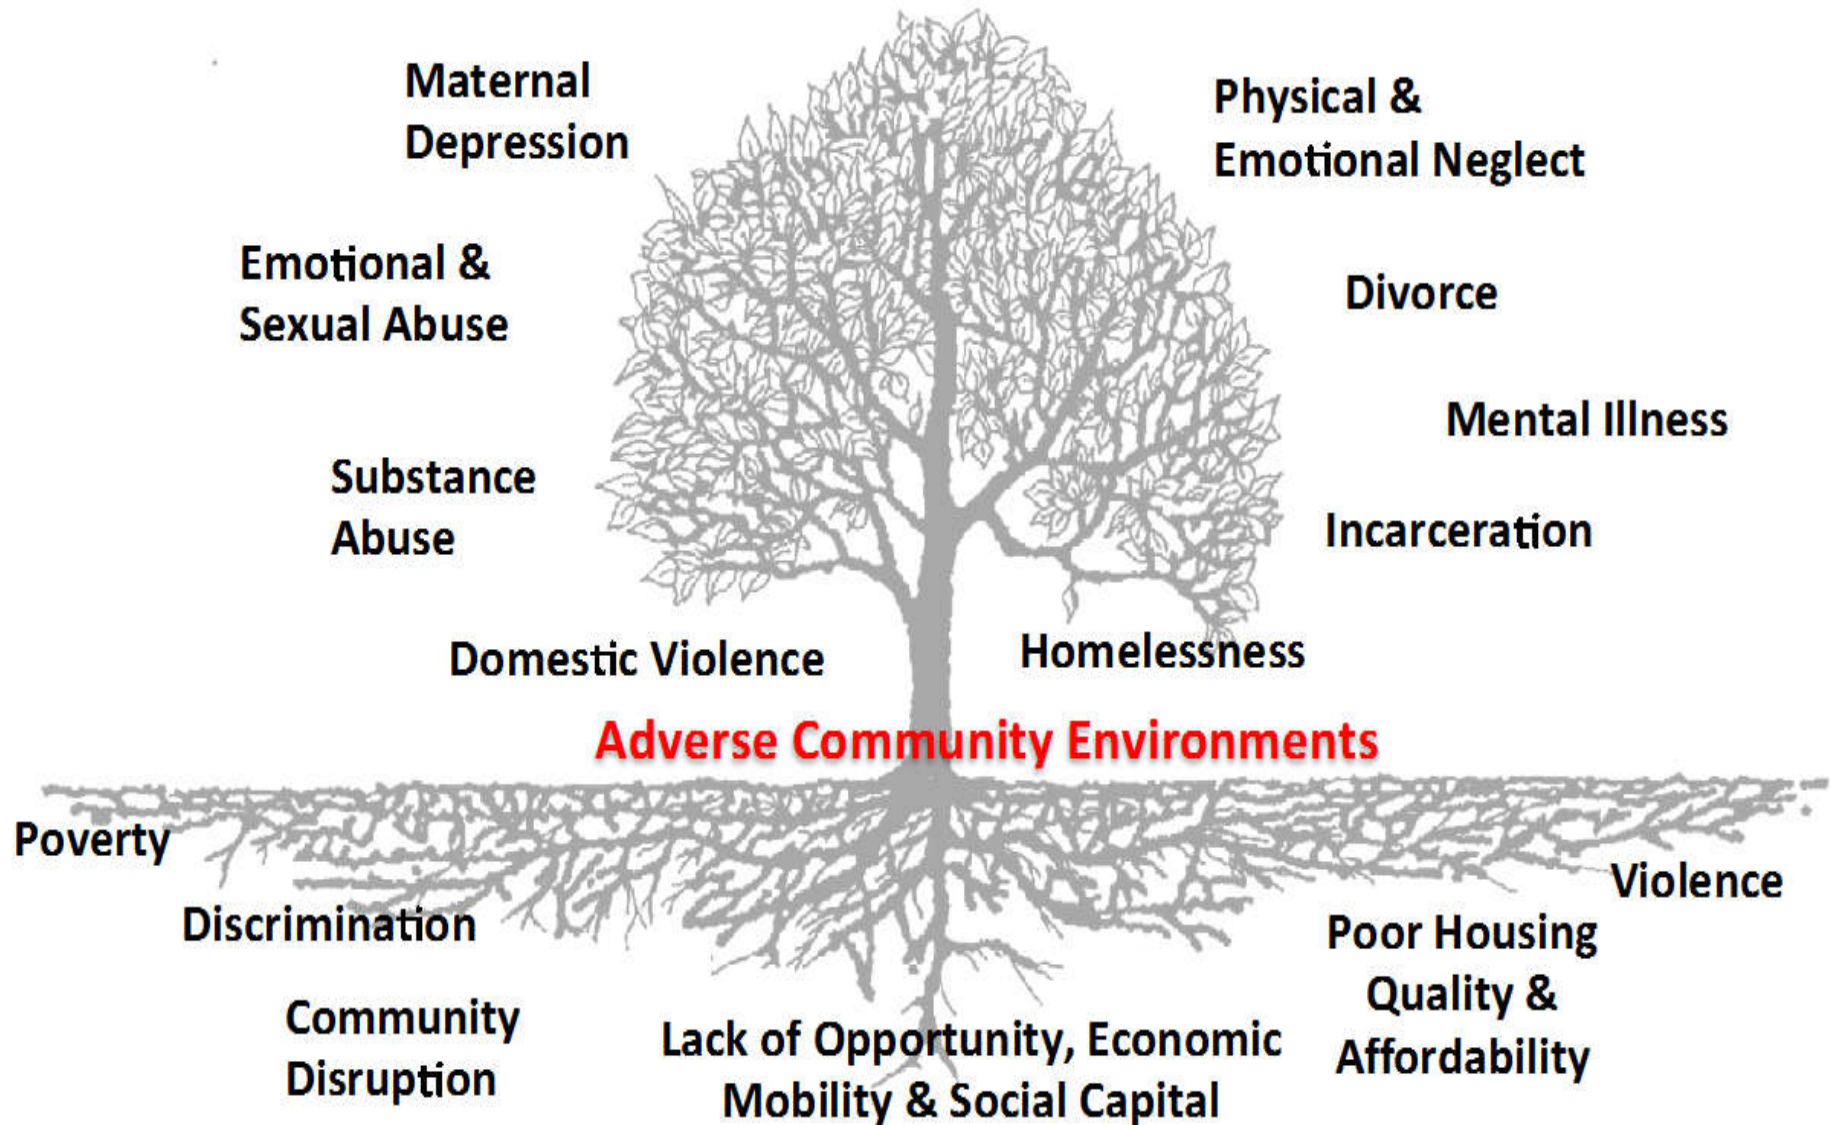 Maternal
Depression
Physical &
Emotional Neglect
Emotional &
Sexual Abuse
Divorce
Mental Illness
Substance
Abuse
Incarceration
Domestic Violence
Homelessness
Adverse Community Environments
Poverty
Violence
Discrimination
Poor Housing
Quality &
Affordability
Community
Disruption
Lack of Opportunity, Economic
Mobility & Social Capital